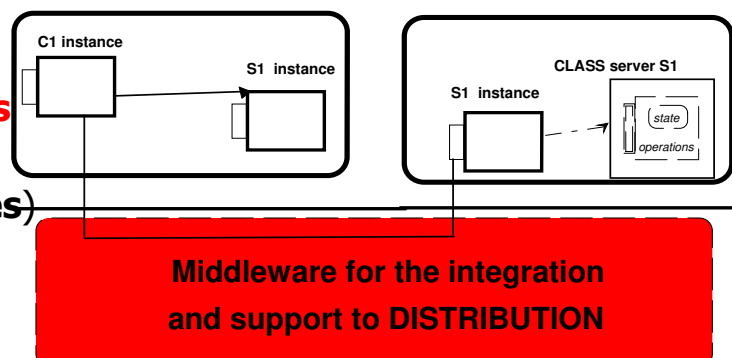 C1 instance
S1 instance
CLASS server S1
S1 instance
state
operations
s
es)
Middleware for the integration
and support to DISTRIBUTION